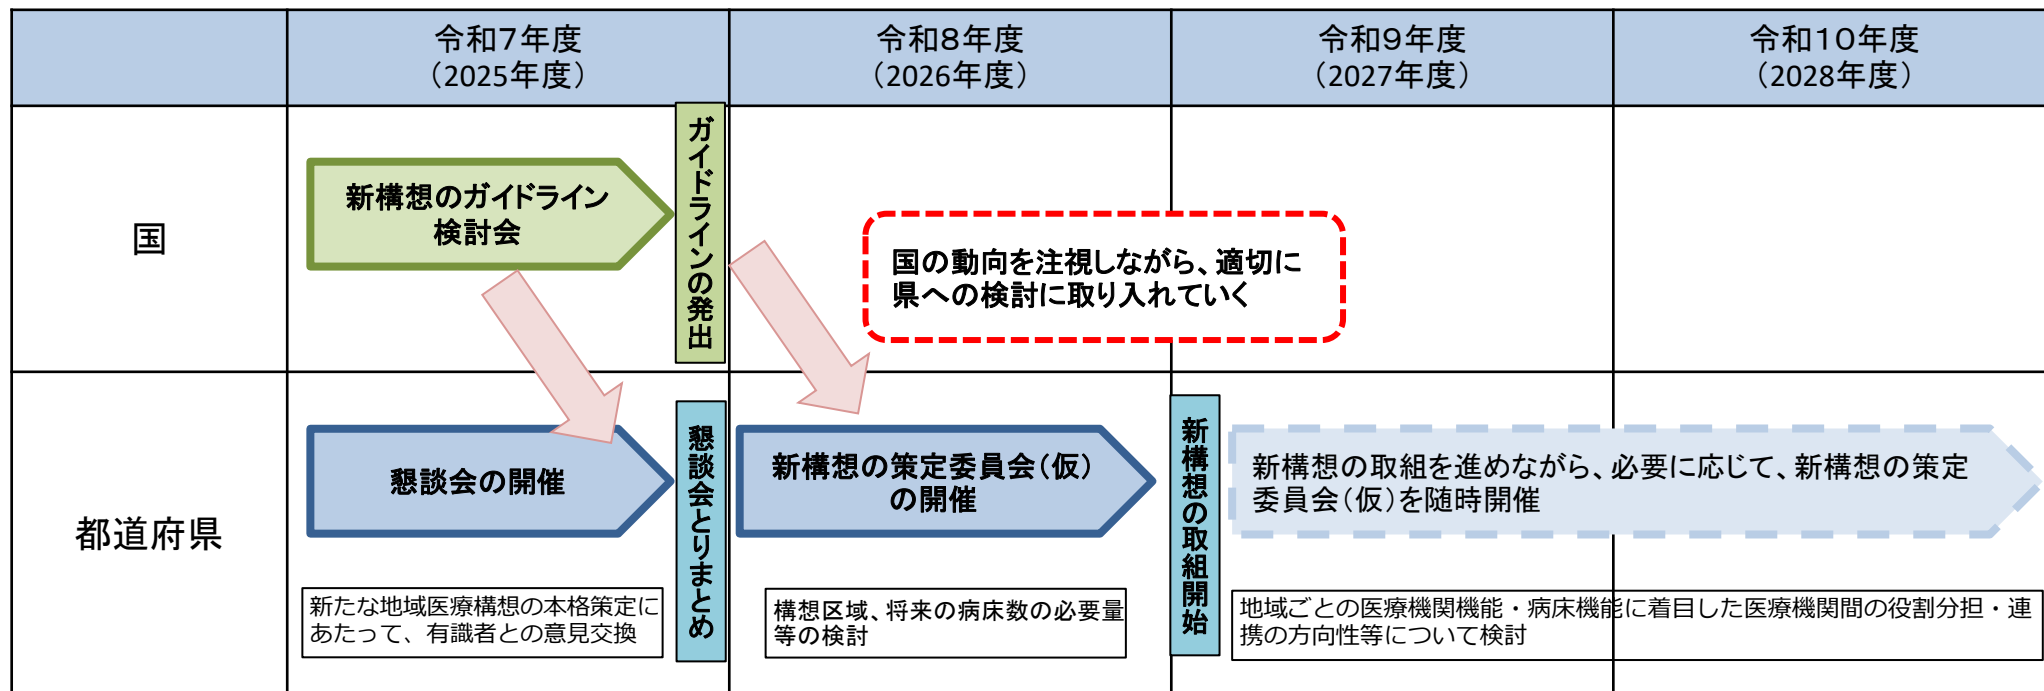 令和7年度
（2025年度）
令和8年度
（2026年度）
令和9年度
（2027年度）
令和10年度
（2028年度）
国
新構想のガイドライン
検討会
ガイドラインの発出
国の動向を注視しながら、適切に
県への検討に取り入れていく
都道府県
懇談会の開催
懇談会とりまとめ
新構想の策定委員会（仮）
の開催
新構想の取組開始
新構想の取組を進めながら、必要に応じて、新構想の策定
委員会（仮）を随時開催
新たな地域医療構想の本格策定に
あたって、有識者との意見交換
構想区域、将来の病床数の必要量
等の検討
地域ごとの医療機関機能・病床機能に着目した医療機関間の役割分担・連
携の方向性等について検討